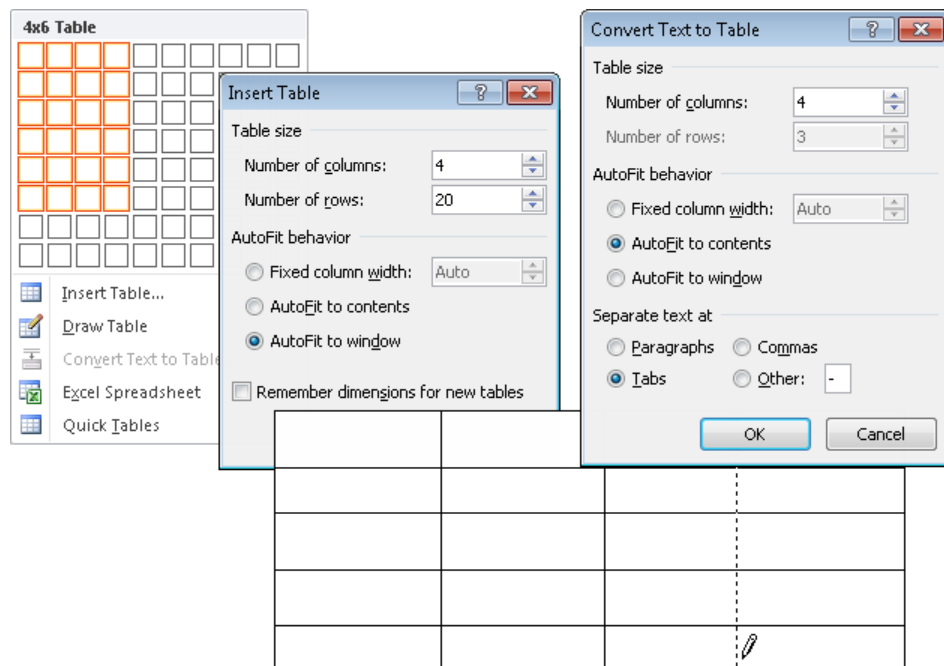 4x6 Table
Insert Table...
Draw Table
Convert Text to Table
Excel Spreadsheet
Quick Tables
Insert Table
?
Table size
Number of columns: 4
Number of rows: 20
AutoFit behavior
Fixed column width: Auto
AutoFit to contents
AutoFit to window
Remember dimensions for new tables
Convert Text to Table
?
Table size
Number of columns: 4
Number of rows: 3
AutoFit behavior
Fixed column width: Auto
AutoFit to contents
AutoFit to window
Separate text at
Paragraphs Commas
Tabs Other: -
OK Cancel